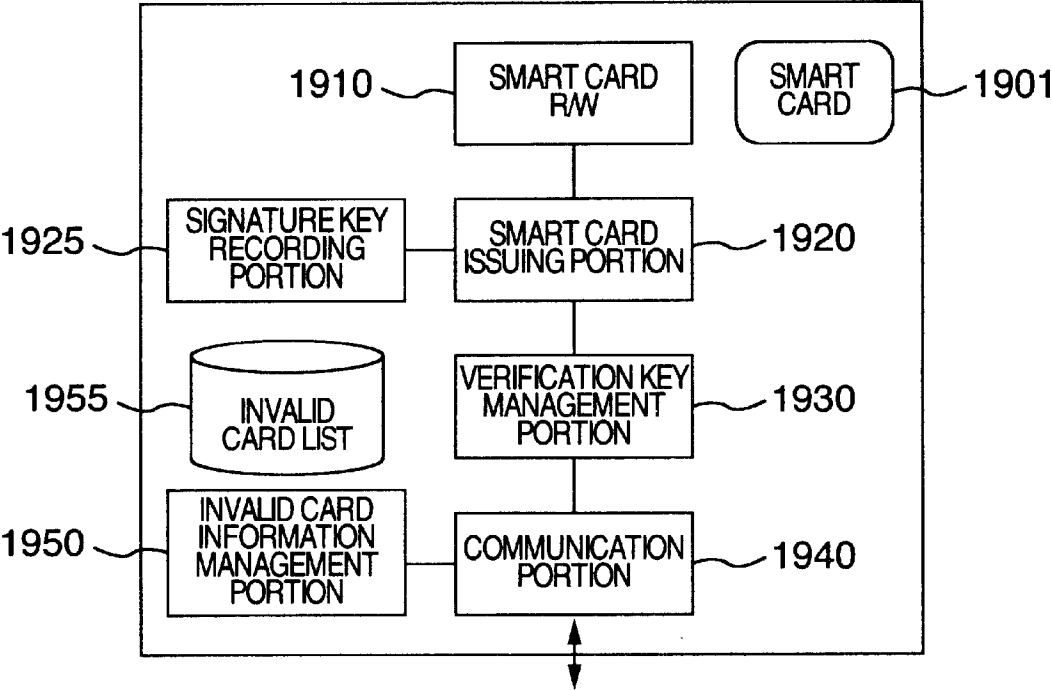 1910
SMART CARD
R/W
SMART
CARD
1901
1925
SIGNATURE KEY
RECORDING
PORTION
SMART CARD
ISSUING PORTION
1920
1955
INVALID
CARD LIST
VERIFICATION KEY
MANAGEMENT
PORTION
1930
1950
INVALID CARD
INFORMATION
MANAGEMENT
PORTION
COMMUNICATION
PORTION
1940